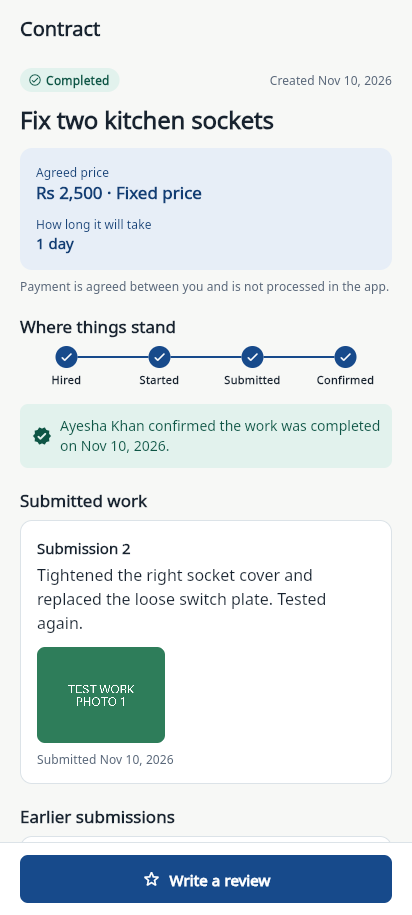 Contract
Completed
Created Nov 10, 2026
Fix two kitchen sockets
Agreed price
Rs 2,500 · Fixed price
How long it will take
1 day
Payment is agreed between you and is not processed in the app.
Where things stand
Hired
Started
Submitted
Confirmed
Ayesha Khan confirmed the work was completed
on Nov 10, 2026.
Submitted work
Submission 2
Tightened the right socket cover and
replaced the loose switch plate. Tested
again.
TEST WORK
PHOTO 1
Submitted Nov 10, 2026
Earlier submissions
Write a review